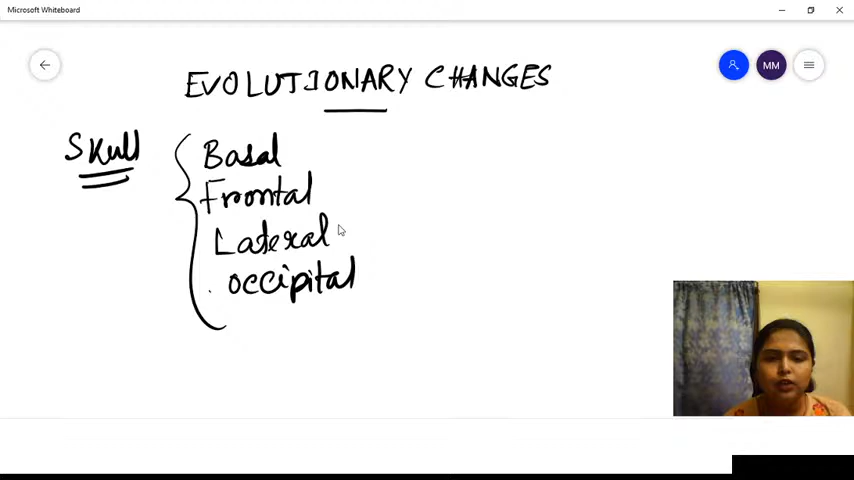 Microsoft Whiteboard
MM
EVOLUTIONARY CHANGES
Skull
Basal
Frontal
Lateral
occipital